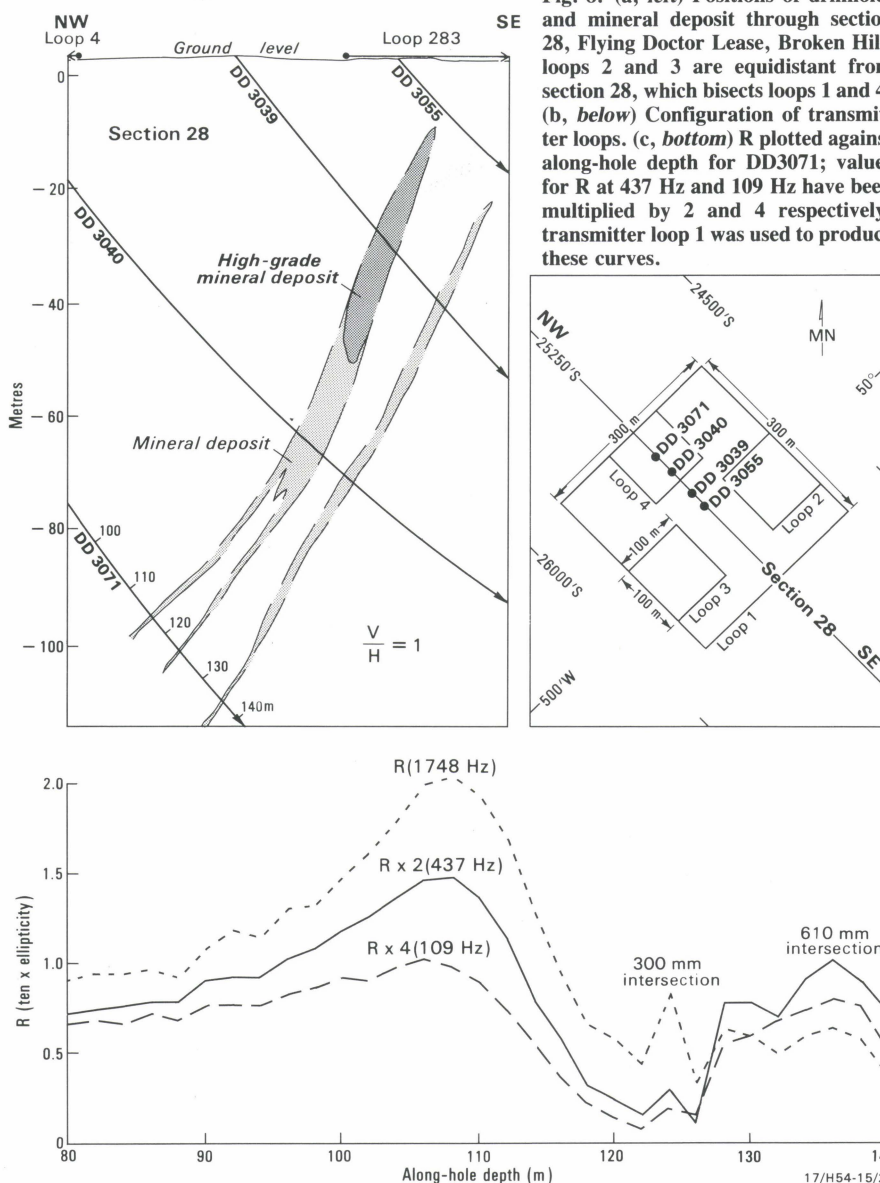 NW
SE
Loop 4
Ground level
Loop 283
0
DD 3039
DD 3055
Section 28
– 20
DD 3040
High-grade
mineral deposit
– 40
Metres
– 60
Mineral deposit
– 80
DD 3071
100
110
120
130
140m
– 100
V
H
= 1
and mineral deposit through section
28, Flying Doctor Lease, Broken Hill
loops 2 and 3 are equidistant from
section 28, which bisects loops 1 and 4
(b, below) Configuration of transmit
ter loops. (c, bottom) R plotted agains
along-hole depth for DD3071; value
for R at 437 Hz and 109 Hz have bee
multiplied by 2 and 4 respectively
transmitter loop 1 was used to produc
these curves.
24500'S
MN
NW
25250'S
50°
300 m
300 m
DD 3071
DD 3040
DD 3039
DD 3055
Loop 4
Loop 2
100 m
26000'S
100 m
Loop 3
Loop 1
Section 28
SE
500'W
R(1748 Hz)
2.0
R x 2(437 Hz)
1.5
R x 4(109 Hz)
R (ten x ellipticity)
1.0
300 mm
intersection
610 mm
intersection
0.5
0
80
90
100
110
120
130
Along-hole depth (m)
17/H54-15/